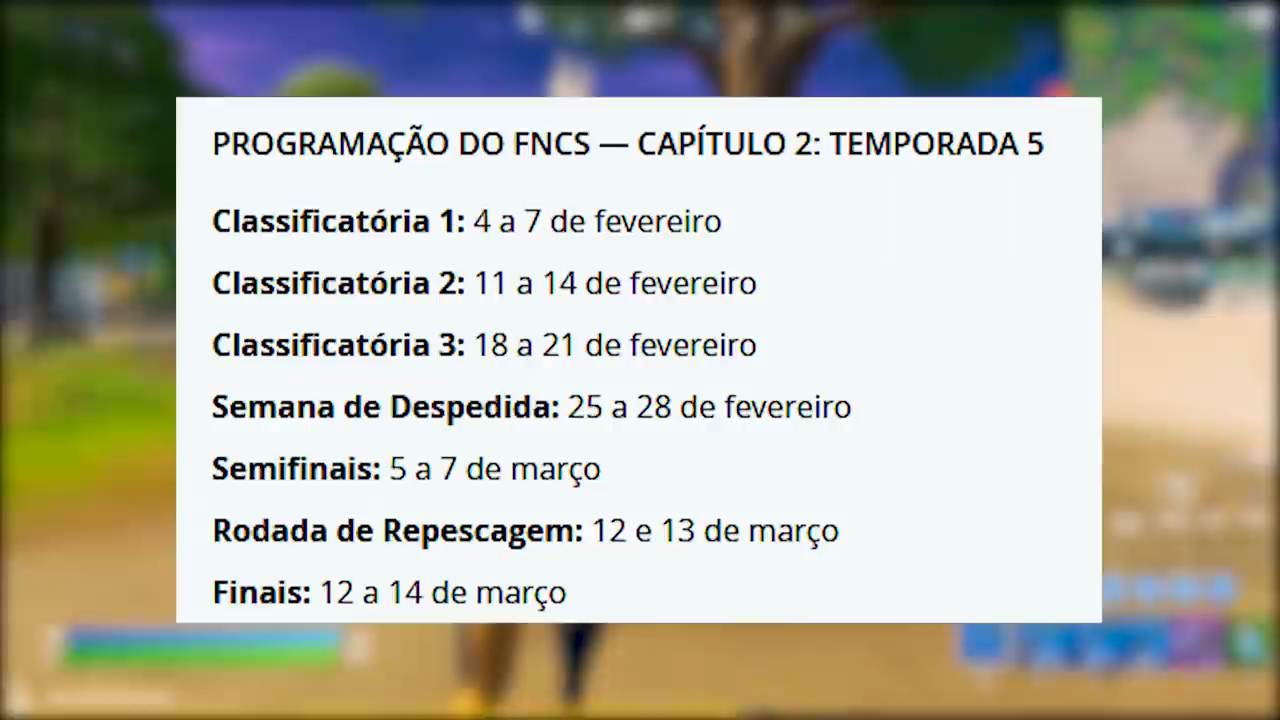 PROGRAMAÇÃO DO FNCS — CAPÍTULO 2: TEMPORADA 5
Classificatória 1: 4 a 7 de fevereiro
Classificatória 2: 11 a 14 de fevereiro
Classificatória 3: 18 a 21 de fevereiro
Semana de Despedida: 25 a 28 de fevereiro
Semifinais: 5 a 7 de março
Rodada de Repescagem: 12 e 13 de março
Finais: 12 a 14 de março